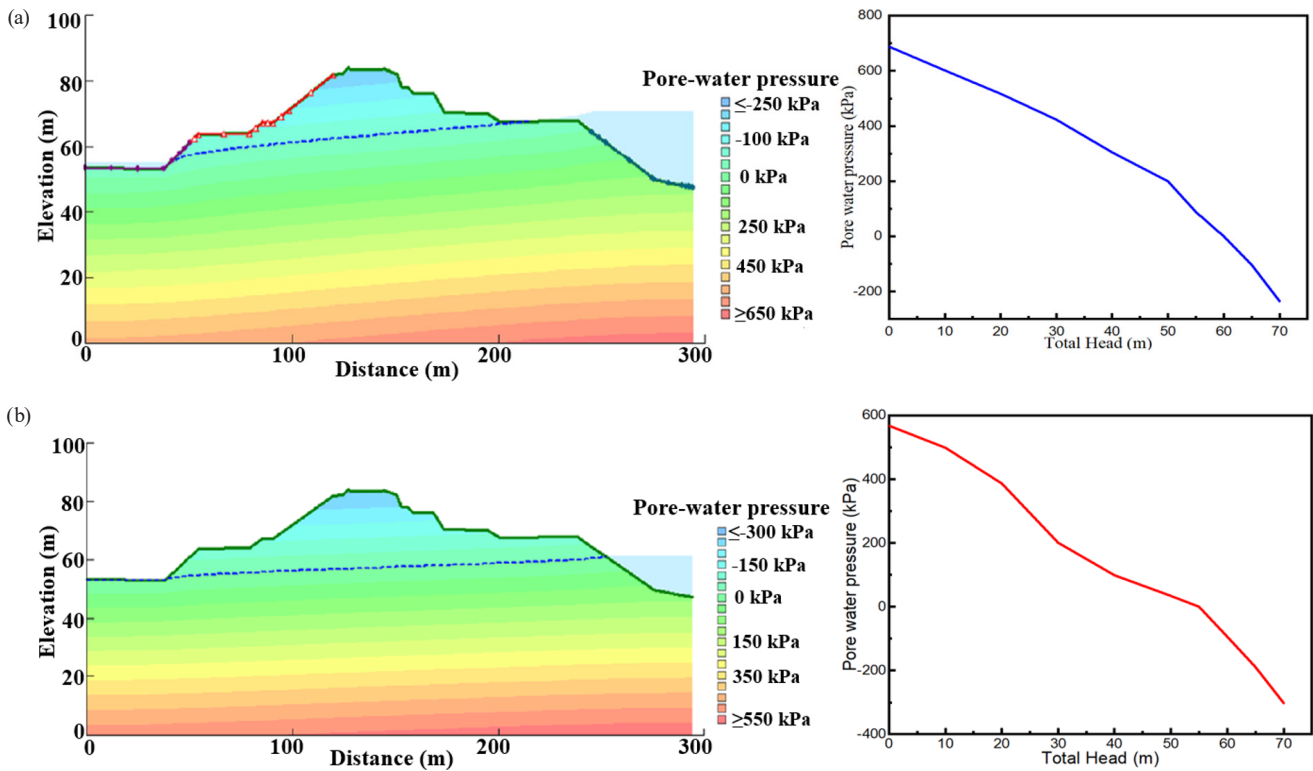 (a)
100
80
60
40
20
0
Elevation (m)
0
100
200
300
Distance (m)
Pore-water pressure
≤-250 kPa
-100 kPa
0 kPa
250 kPa
450 kPa
≥650 kPa
800
600
400
200
0
-200
Pore water pressure (kPa)
0 10 20 30 40 50 60 70
Total Head (m)
(b)
100
80
60
40
20
0
Elevation (m)
0
100
200
300
Distance (m)
Pore-water pressure
≤-300 kPa
-150 kPa
0 kPa
150 kPa
350 kPa
≥550 kPa
600
400
200
0
-200
-400
Pore water pressure (kPa)
0 10 20 30 40 50 60 70
Total Head (m)